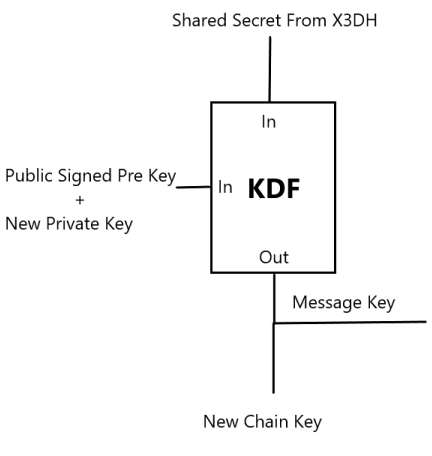 Shared Secret From X3DH
In
Public Signed Pre Key
+
New Private Key
In
KDF
Out
Message Key
New Chain Key